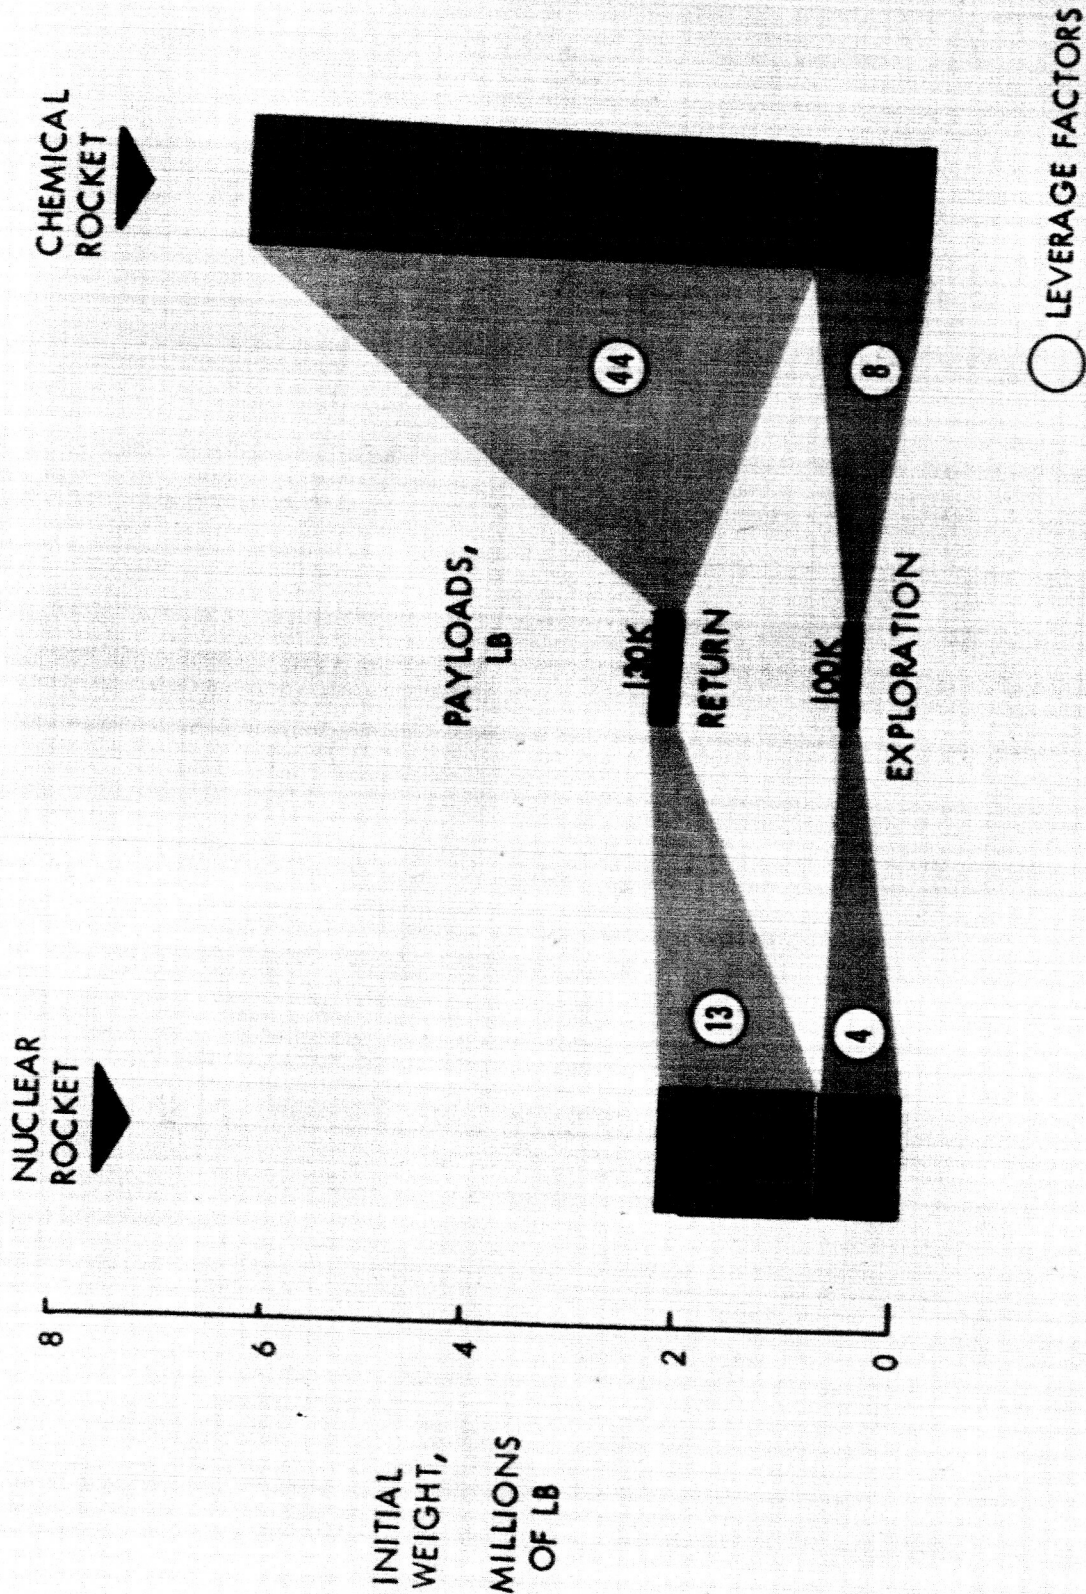 NUCLEAR
ROCKET
CHEMICAL
ROCKET
INITIAL
WEIGHT,
MILLIONS
OF LB
8
6
4
2
0
PAYLOADS,
LB
130K
RETURN
100K
EXPLORATION
13
44
4
8
LEVERAGE FACTORS